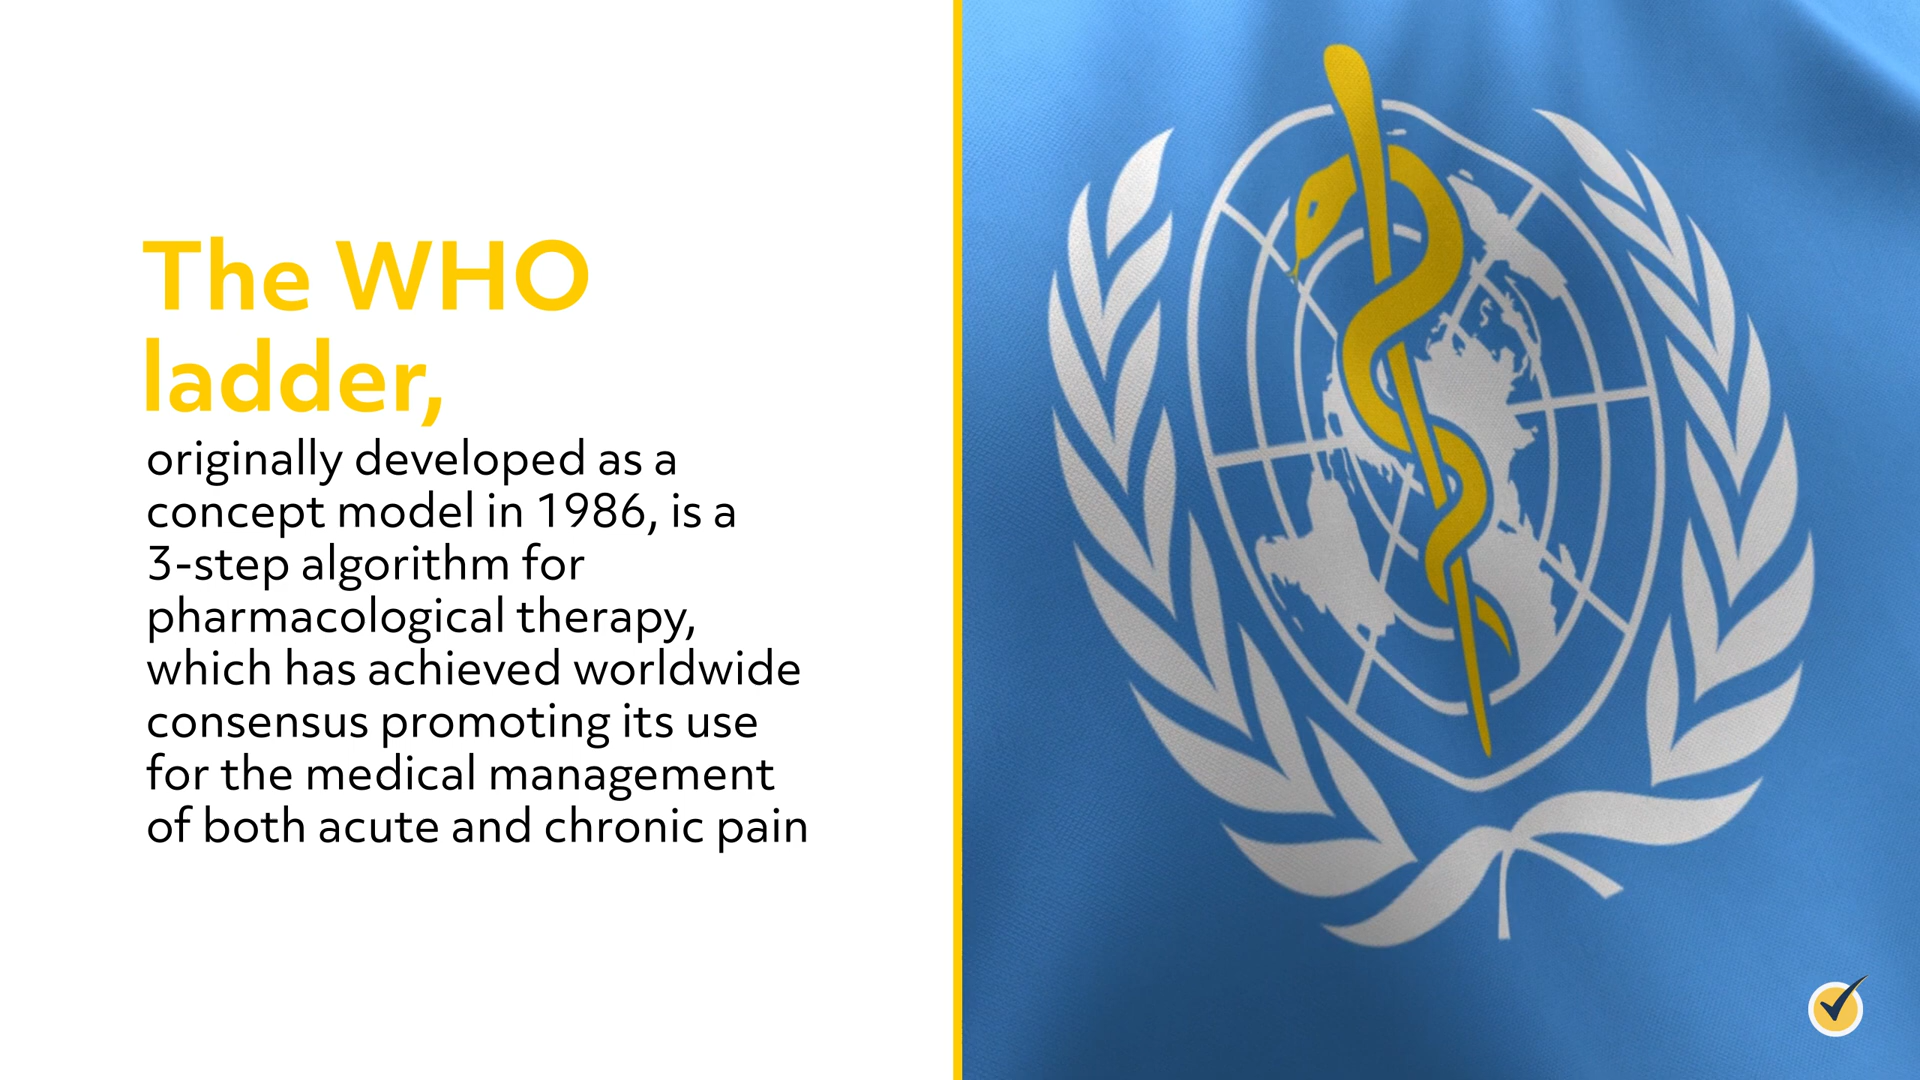 The WHO
ladder,
originally developed as a
concept model in 1986, is a
3-step algorithm for
pharmacological therapy,
which has achieved worldwide
consensus promoting its use
for the medical management
of both acute and chronic pain